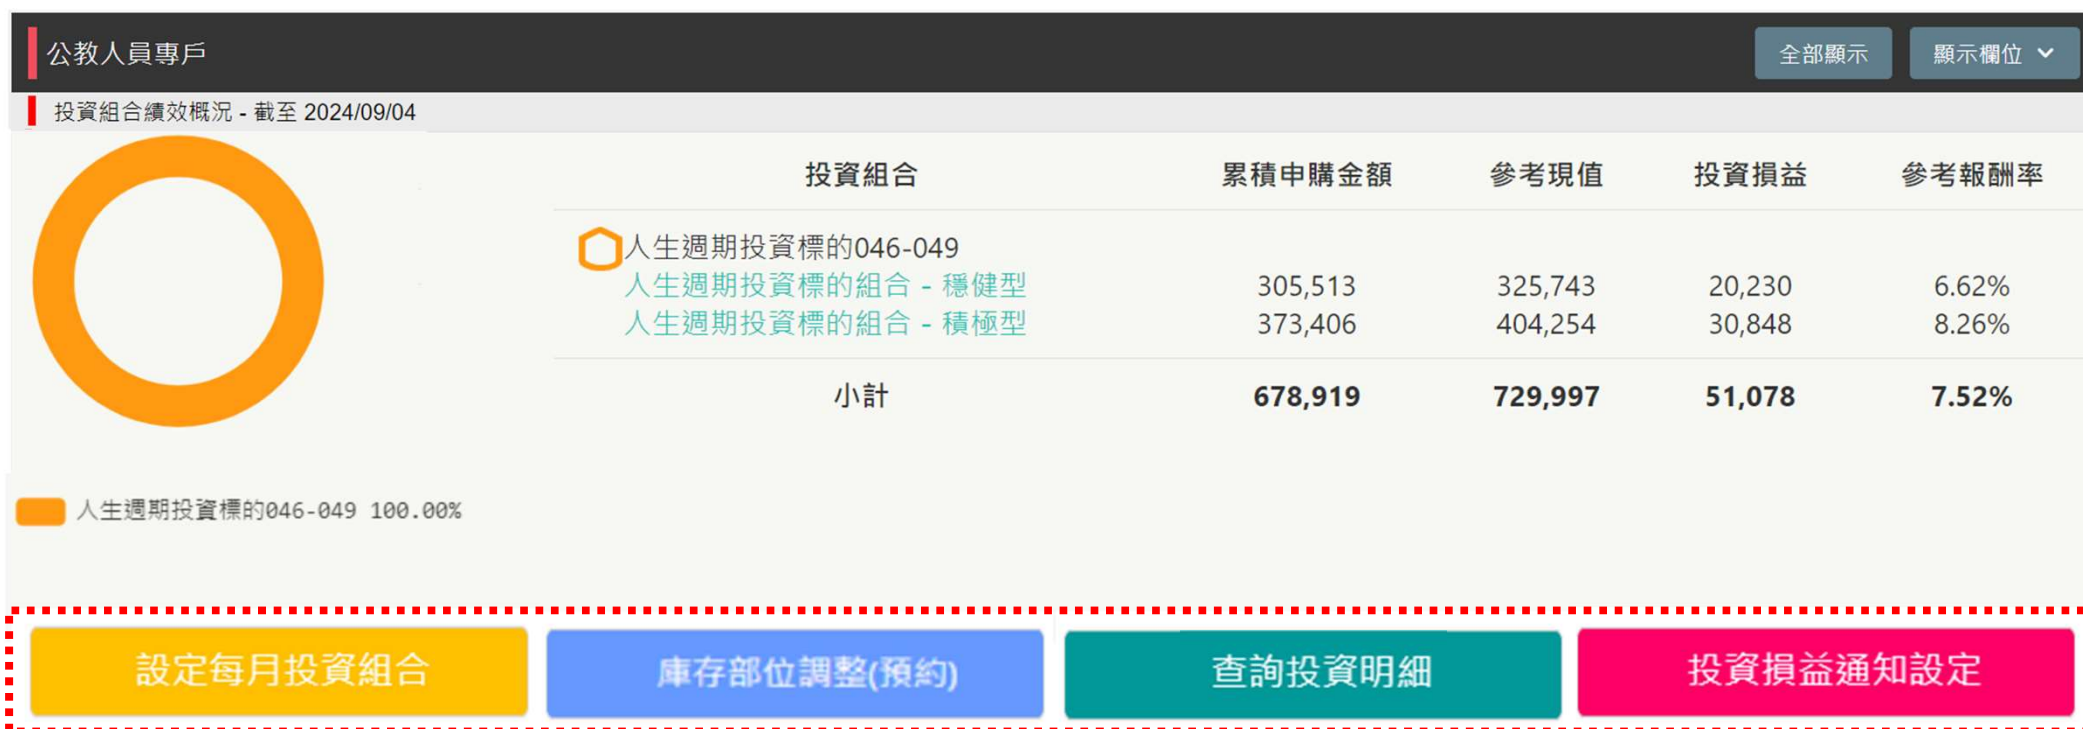 公教人員專戶 全部顯示 顯示欄位
投資組合績效概況 - 截至 2024/09/04
投資組合 累積申購金額 參考現值 投資損益 參考報酬率
人生週期投資標的046-049
人生週期投資標的組合 - 穩健型 305,513 325,743 20,230 6.62%
人生週期投資標的組合 - 積極型 373,406 404,254 30,848 8.26%
小計 678,919 729,997 51,078 7.52%
人生週期投資標的046-049 100.00%
設定每月投資組合 庫存部位調整(預約) 查詢投資明細 投資損益通知設定